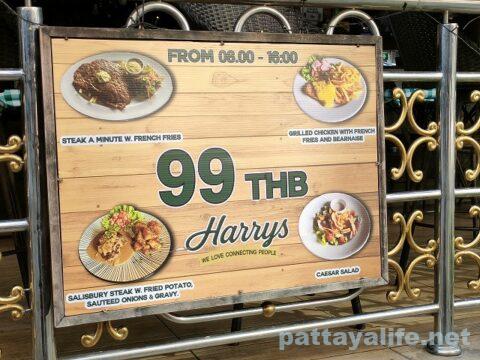 FROM 08.00 - 16:00
STEAK A MINUTE W. FRENCH FRIES
GRILLED CHICKEN WITH FRENCH
FRIES AND BEARNAISE
99 THB
Harrys
WE LOVE CONNECTING PEOPLE
SALISBURY STEAK W. FRIED POTATO,
SAUTEED ONIONS & GRAVY.
CAESAR SALAD
pattayalife.net